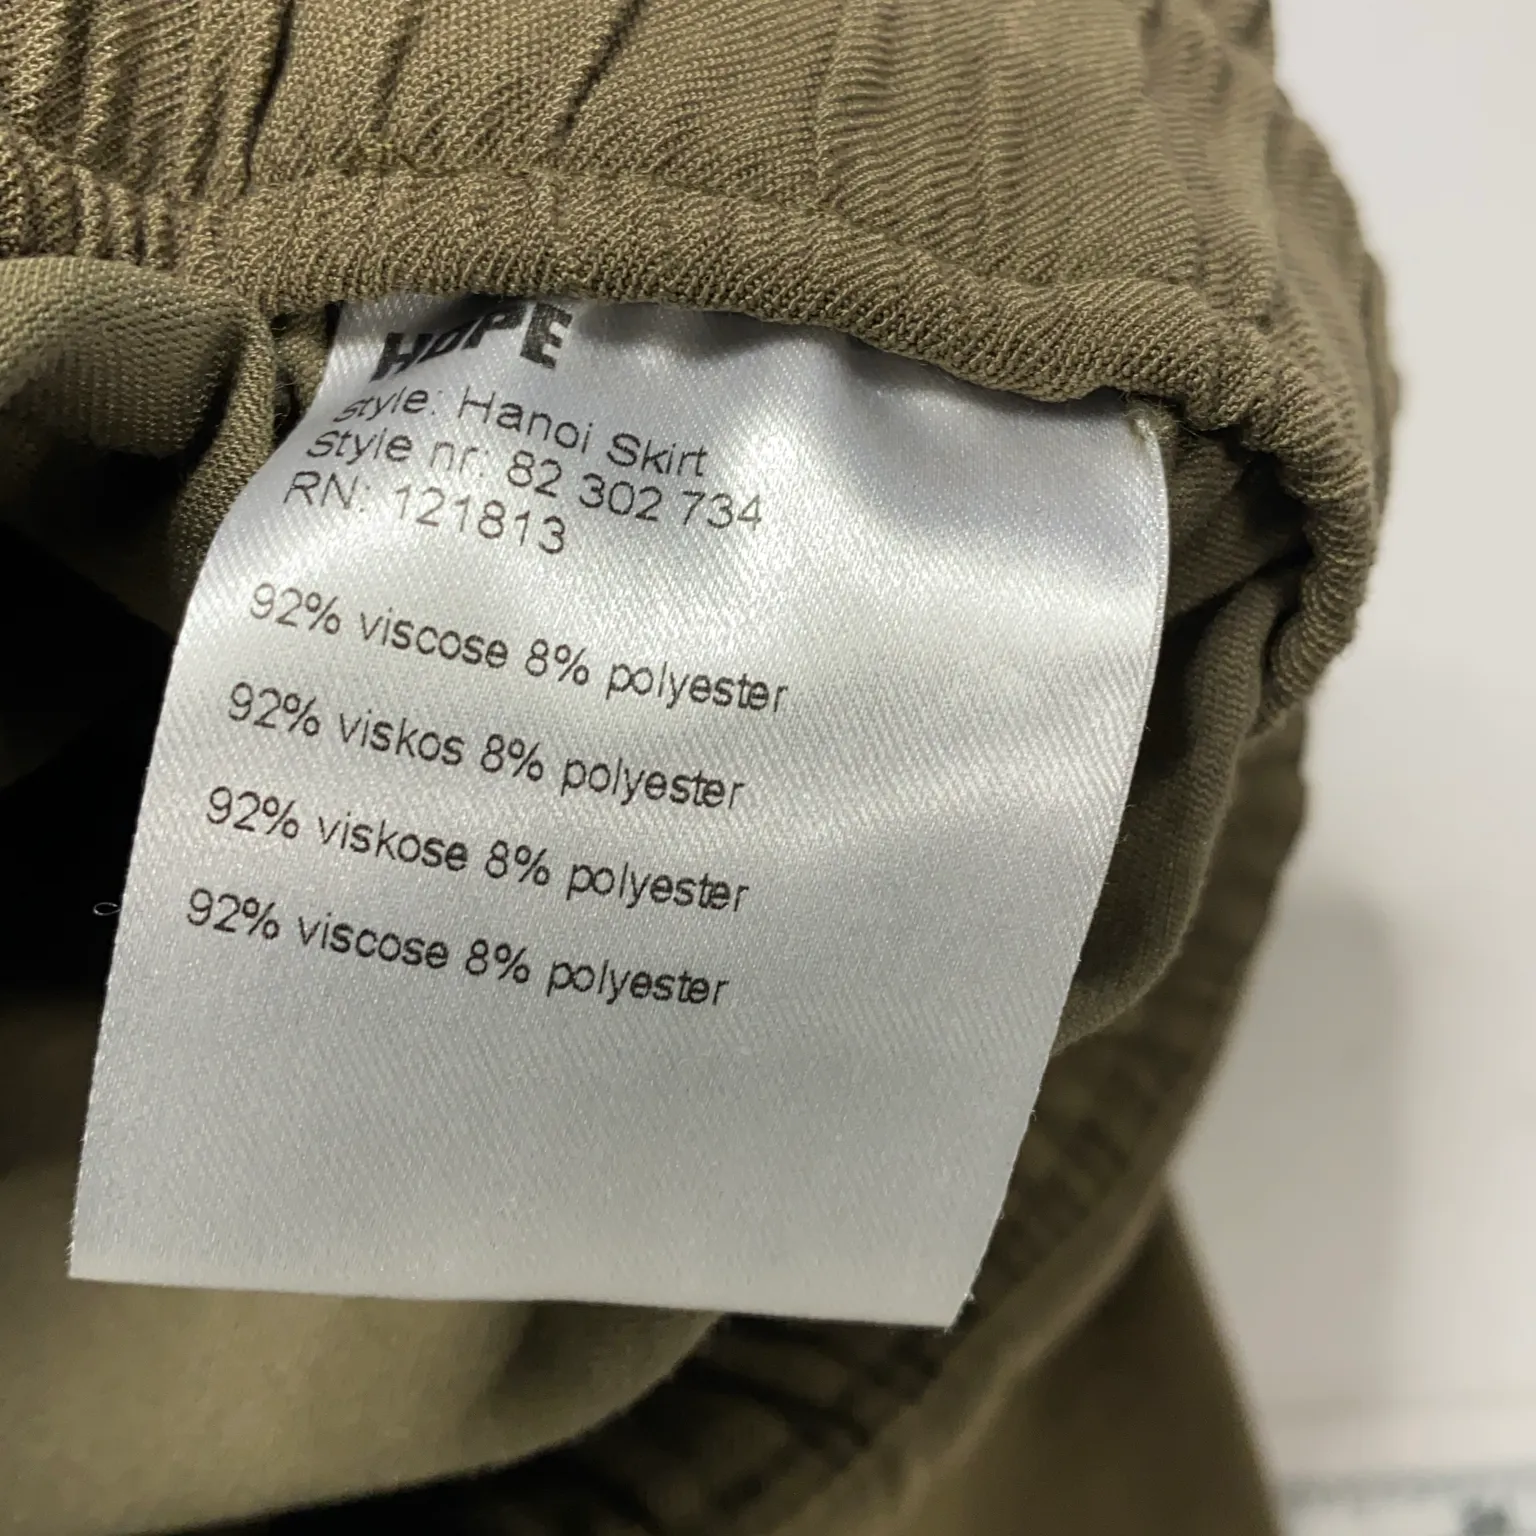 HOPE
Style: Hanoi Skirt
Style nr: 82 302 734
RN: 121813
92% viscose 8% polyester
92% viskos 8% polyester
92% viskose 8% polyester
92% viscose 8% polyester